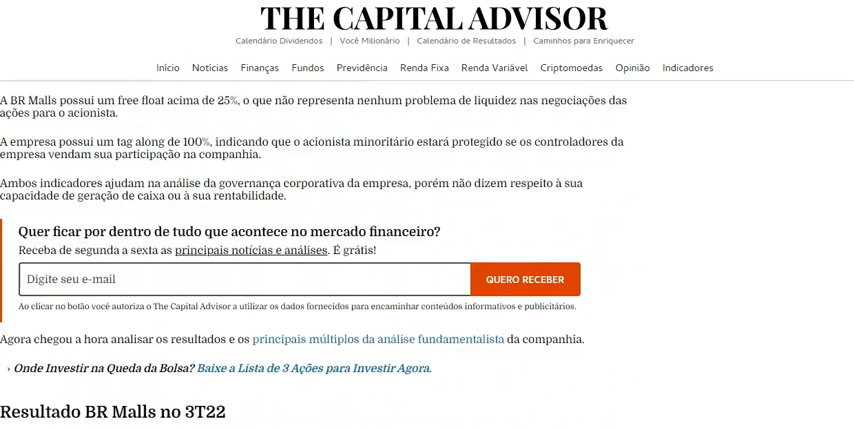 THE CAPITAL ADVISOR
Calendário Dividendos | Você Milionário | Calendário de Resultados | Caminhos para Enriquecer
Início Notícias Finanças Fundos Previdência Renda Fixa Renda Variável Criptomoedas Opinião Indicadores
A BR Malls possui um free float acima de 25%, o que não representa nenhum problema de liquidez nas negociações das
ações para o acionista.
A empresa possui um tag along de 100%, indicando que o acionista minoritário estará protegido se os controladores da
empresa vendam sua participação na companhia.
Ambos indicadores ajudam na análise da governança corporativa da empresa, porém não dizem respeito à sua
capacidade de geração de caixa ou à sua rentabilidade.
Quer ficar por dentro de tudo que acontece no mercado financeiro?
Receba de segunda a sexta as principais notícias e análises. É grátis!
Digite seu e-mail QUERO RECEBER
Ao clicar no botão você autoriza o The Capital Advisor a utilizar os dados fornecidos para encaminhar conteúdos informativos e publicitários.
Agora chegou a hora analisar os resultados e os principais múltiplos da análise fundamentalista da companhia.
› Onde Investir na Queda da Bolsa? Baixe a Lista de 3 Ações para Investir Agora.
Resultado BR Malls no 3T22